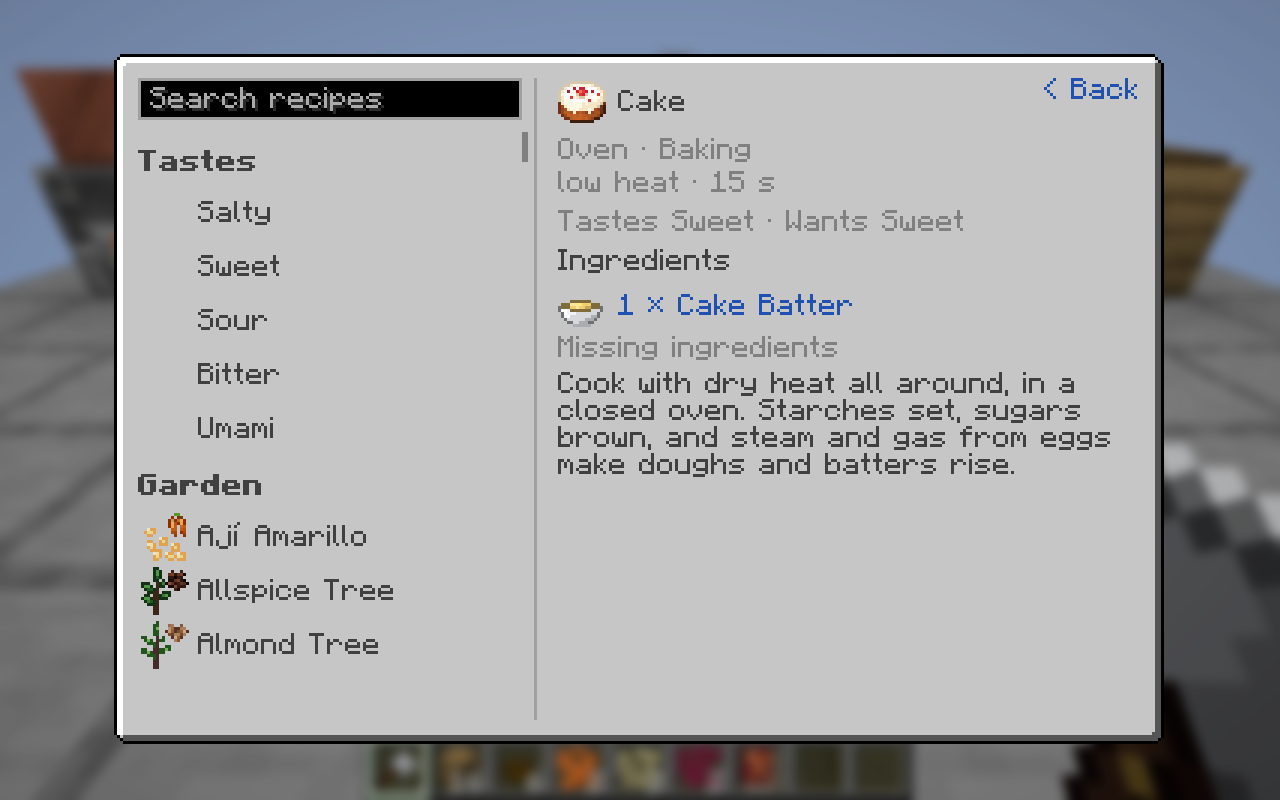 Search recipes
Tastes
Salty
Sweet
Sour
Bitter
Umami
Garden
Ají Amarillo
Allspice Tree
Almond Tree
< Back
Cake
Oven · Baking
low heat · 15 s
Tastes Sweet · Wants Sweet
Ingredients
1 × Cake Batter
Missing ingredients
Cook with dry heat all around, in a
closed oven. Starches set, sugars
brown, and steam and gas from eggs
make doughs and batters rise.